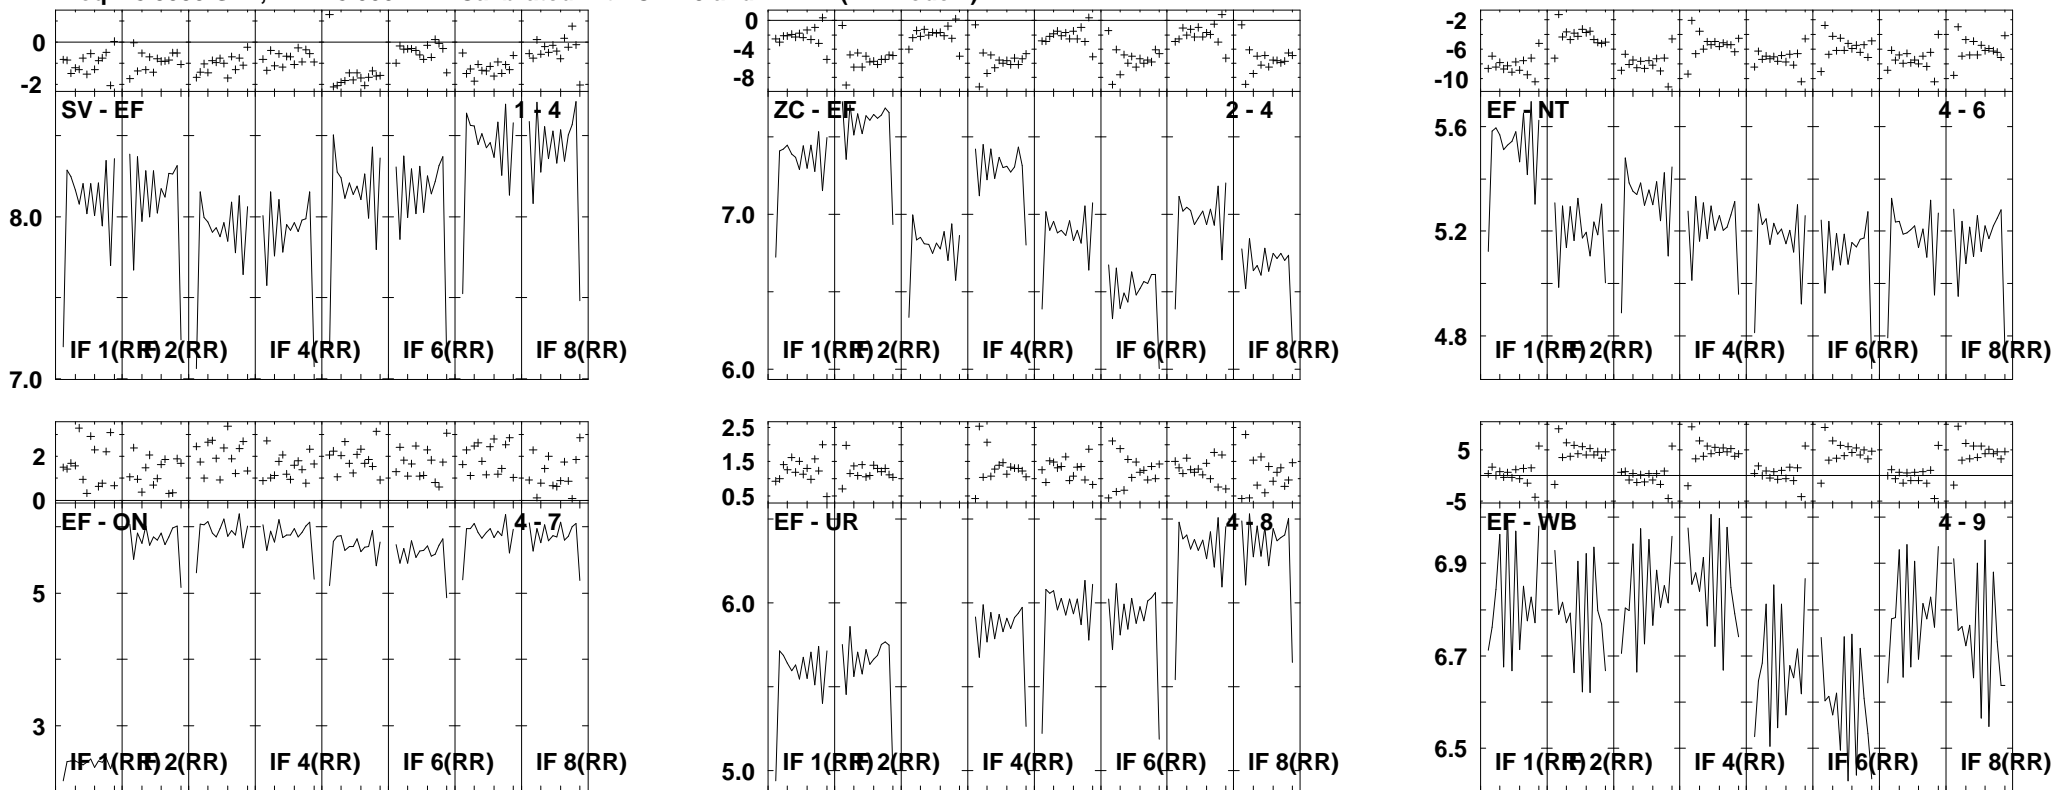 0
-2
SV - EF 1 - 4
8.0
IF 1(RR) IF 2(RR) IF 4(RR) IF 6(RR) IF 8(RR)
7.0
0
-4
-8
ZC - EF 2 - 4
7.0
IF 1(RR) IF 2(RR) IF 4(RR) IF 6(RR) IF 8(RR)
6.0
-2
-6
-10
EF - NT 4 - 6
5.6
5.2
4.8
IF 1(RR) IF 2(RR) IF 4(RR) IF 6(RR) IF 8(RR)
2
0
EF - ON 4 - 7
5
3
IF 1(RR) IF 2(RR) IF 4(RR) IF 6(RR) IF 8(RR)
2.5
1.5
0.5
EF - UR 4 - 8
6.0
IF 1(RR) IF 2(RR) IF 4(RR) IF 6(RR) IF 8(RR)
5.0
5
-5
EF - WB 4 - 9
6.9
6.7
6.5
IF 1(RR) IF 2(RR) IF 4(RR) IF 6(RR) IF 8(RR)